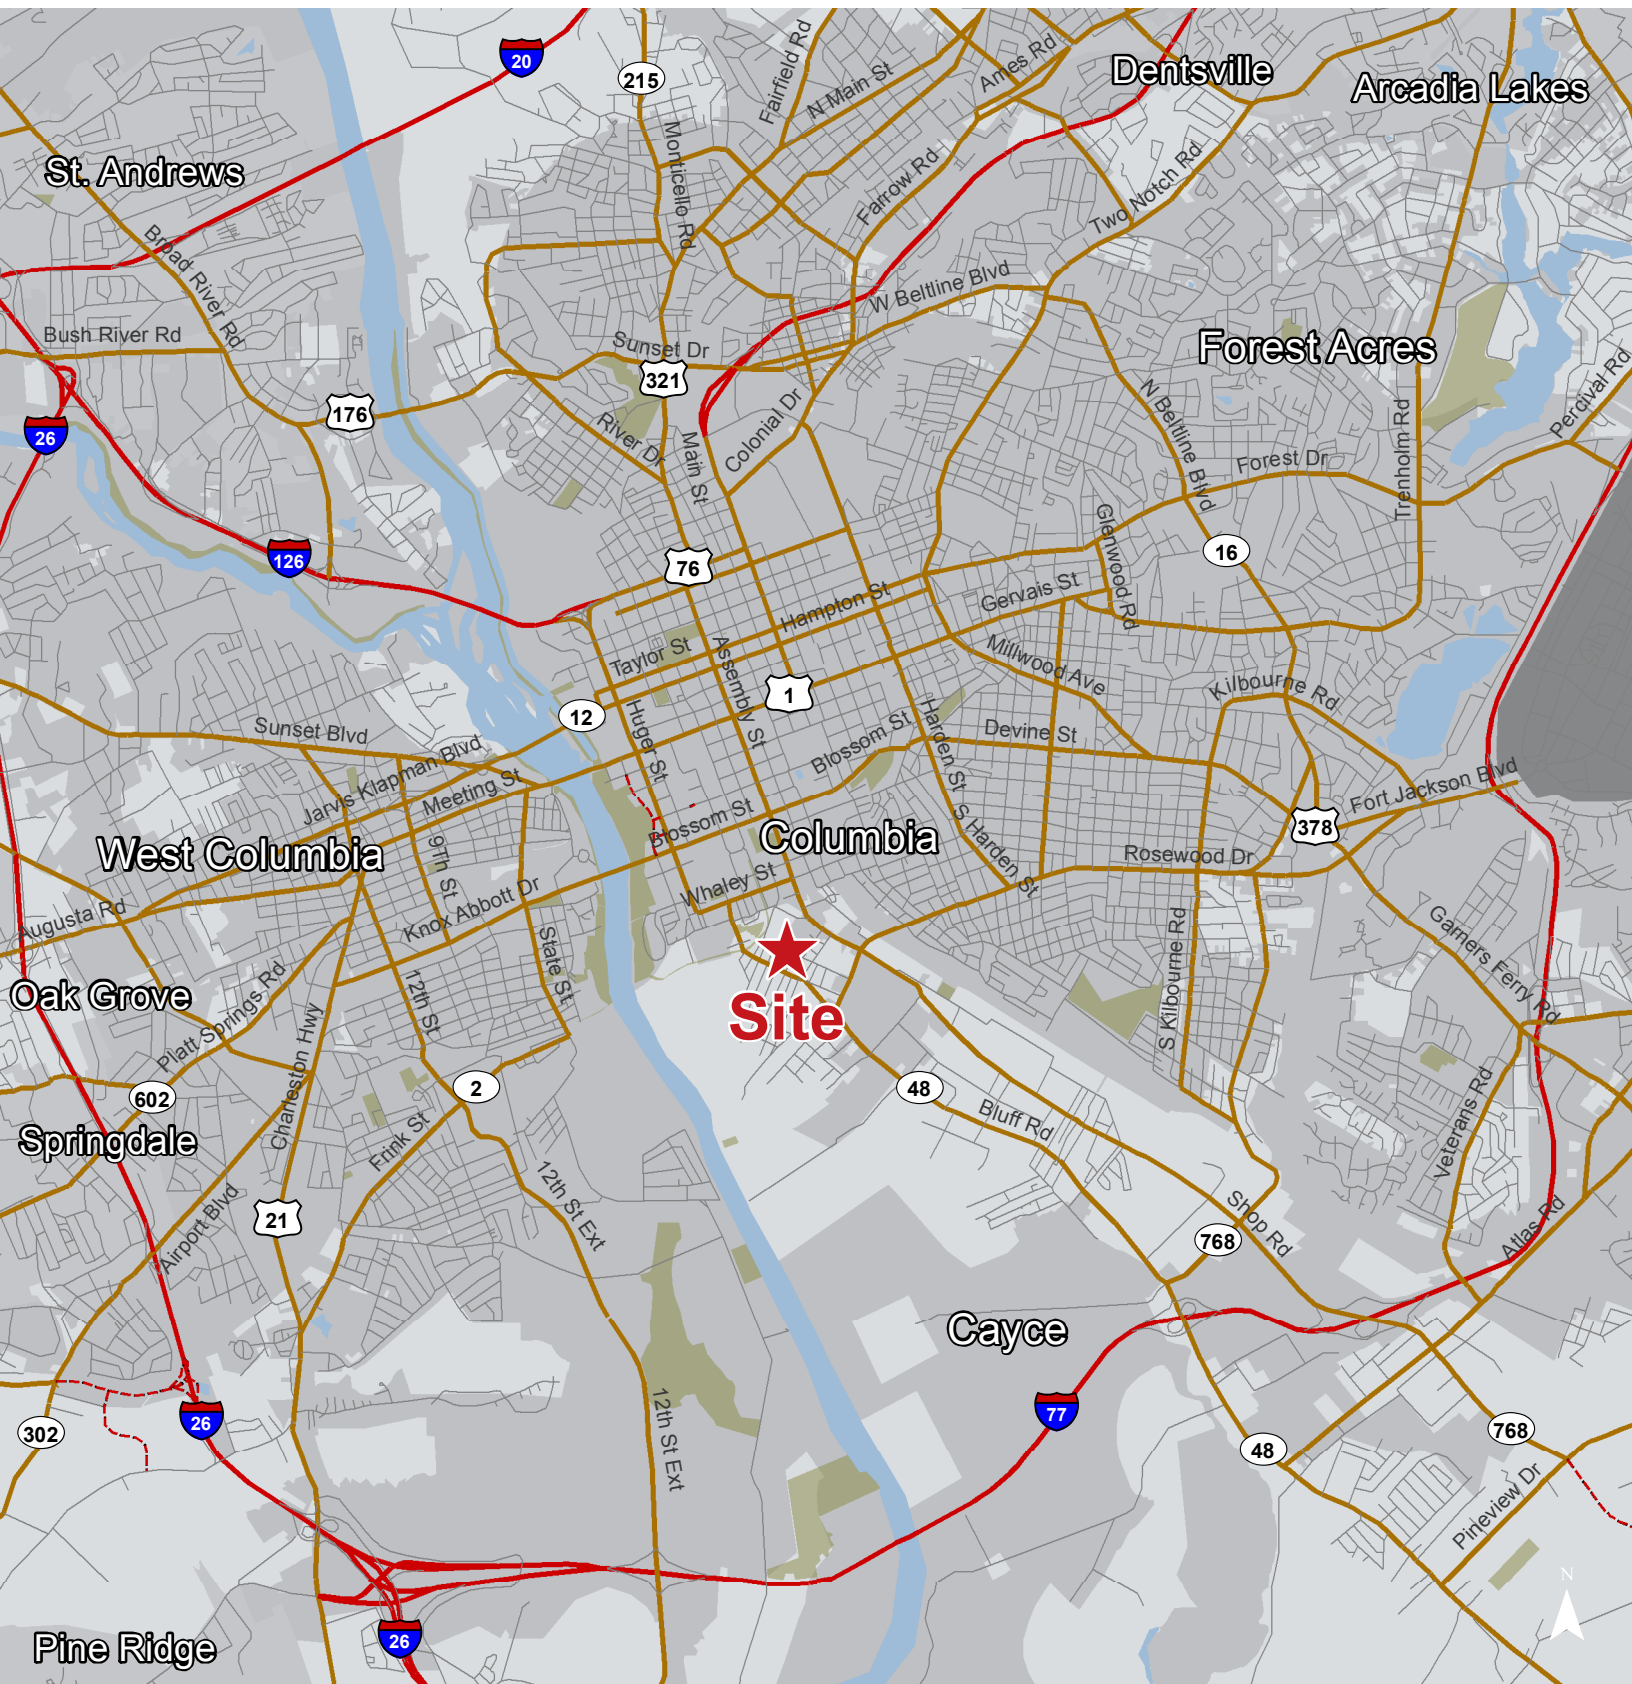 20
215
Fairfield Rd
N Main St
Ames Rd
Dentsville
Arcadia Lakes
St. Andrews
Monticello Rd
Farrow Rd
Two Notch Rd
Broad River Rd
W Beltline Blvd
Bush River Rd
Sunset Dr
Forest Acres
321
176
26
Percival Rd
River Dr
Main St
Colonial Dr
N Beltline Blvd
Forest Dr
Trenholm Rd
Glenwood Rd
126
76
16
Hampton St
Gervais St
Taylor St
Assembly St
Millwood Ave
1
Kilbourne Rd
12
Huger St
Sunset Blvd
Blossom St
Harden St
Devine St
Jarvis Klapman Blvd
Meeting St
Fort Jackson Blvd
Blossom St
Columbia
378
West Columbia
9Th St
S Harden St
Rosewood Dr
Whaley St
Knox Abbott Dr
Augusta Rd
State St
S Kilbourne Rd
Garners Ferry Rd
Oak Grove
Platt Springs Rd
12th St
Site
Charleston Hwy
602
2
48
Bluff Rd
Veterans Rd
Springdale
Frink St
12th St Ext
21
Airport Blvd
768
Shop Rd
Atlas Rd
Cayce
302
26
12th St Ext
77
48
768
Pineview Dr
N
26
Pine Ridge